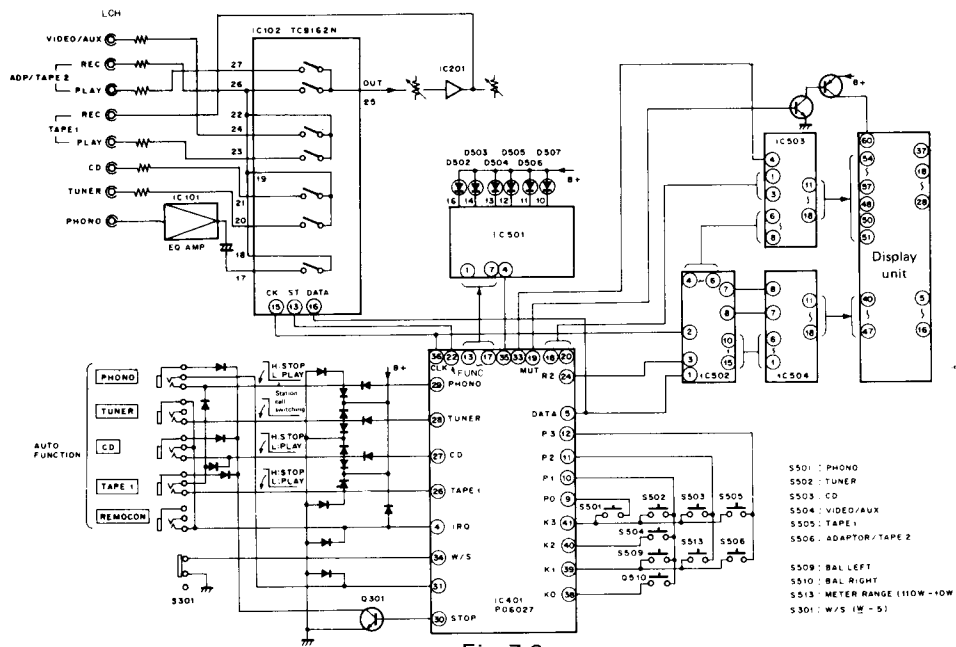 LCH
VIDEO/AUX
REC
ADP/TAPE 2
PLAY
REC
TAPE 1
PLAY
CD
TUNER
PHONO
IC101
EQ AMP
IC102 TC9162N
27
26
22
24
23
19
21
20
18
17
OUT
25
IC201
CK ST DATA
15 13 16
D503 D505 D507
D502 D504 D506
B+
16 14 13 12 11 10
IC501
1 7 4
B+
IC503
4
1
3
6
8
11
18
60
54
57
48
50
51
40
47
37
18
28
5
16
Display
unit
4 ~ 6
7
8
2
10
15
3
1
IC502
8
7
6
1
11
18
IC504
36 22 13 17 35 33 19 18 20
CLK
FUNC
MUT
29 PHONO
28 TUNER
27 CD
26 TAPE 1
4 IRQ
34 W/S
31
30 STOP
R2 24
DATA 5
P3 12
P2 11
P1 10
P0 9
K3 41
K2 40
K1 39
K0 38
IC401
PD6027
AUTO
FUNCTION
PHONO
TUNER
CD
TAPE 1
REMOCON
H:STOP
L:PLAY
Station
call
switching
H:STOP
L:PLAY
H:STOP
L:PLAY
B+
S301
Q301
S501
S502
S503
S505
S504
S509
S513
S506
Q510
S501 : PHONO
S502 : TUNER
S503 : CD
S504 : VIDEO/AUX
S505 : TAPE 1
S506 : ADAPTOR/TAPE 2
S509 : BAL LEFT
S510 : BAL RIGHT
S513 : METER RANGE (110W
S301 : W/S (W - S)